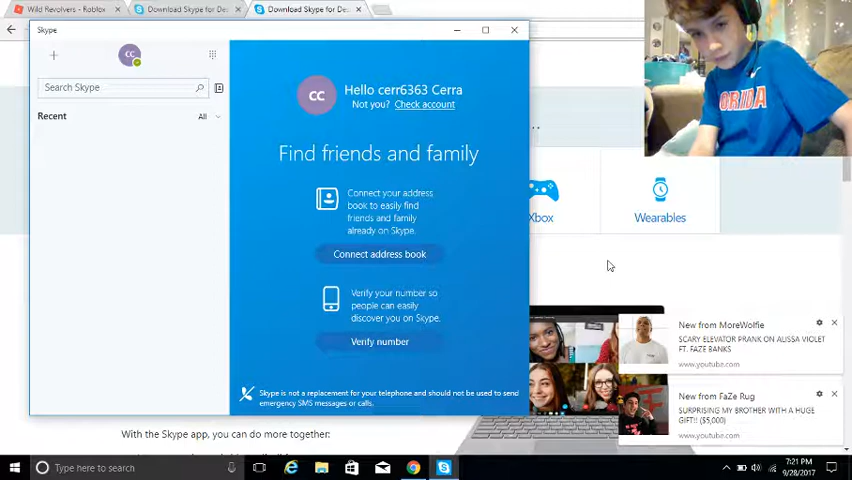 Wild Revolvers - Roblox
Download Skype for De
Download Skype for De
Skype
CC
Search Skype
Recent
All
CC
Hello cerr6363 Cerra
Not you? Check account
Find friends and family
Connect your address
book to easily find
friends and family
already on Skype.
Connect address book
Verify your number so
people can easily
discover you on Skype.
Verify number
Skype is not a replacement for your telephone and should not be used to send
emergency SMS messages or calls.
Xbox
Wearables
New from MoreWolfie
SCARY ELEVATOR PRANK ON ALISSA VIOLET
FT. FAZE BANKS
www.youtube.com
New from FaZe Rug
SURPRISING MY BROTHER WITH A HUGE
GIFT!! ($5,000)
www.youtube.com
With the Skype app, you can do more together:
Type here to search
7:21 PM
9/28/2017